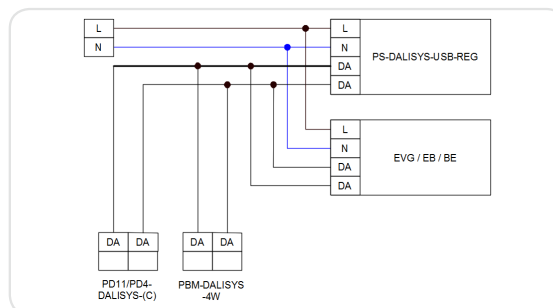 L
N
L
N
DA
DA
PS-DALISYS-USB-REG
L
N
DA
DA
EVG / EB / BE
DA DA
DA DA
PD11/PD4-
DALISYS-(C)
PBM-DALISYS
-4W